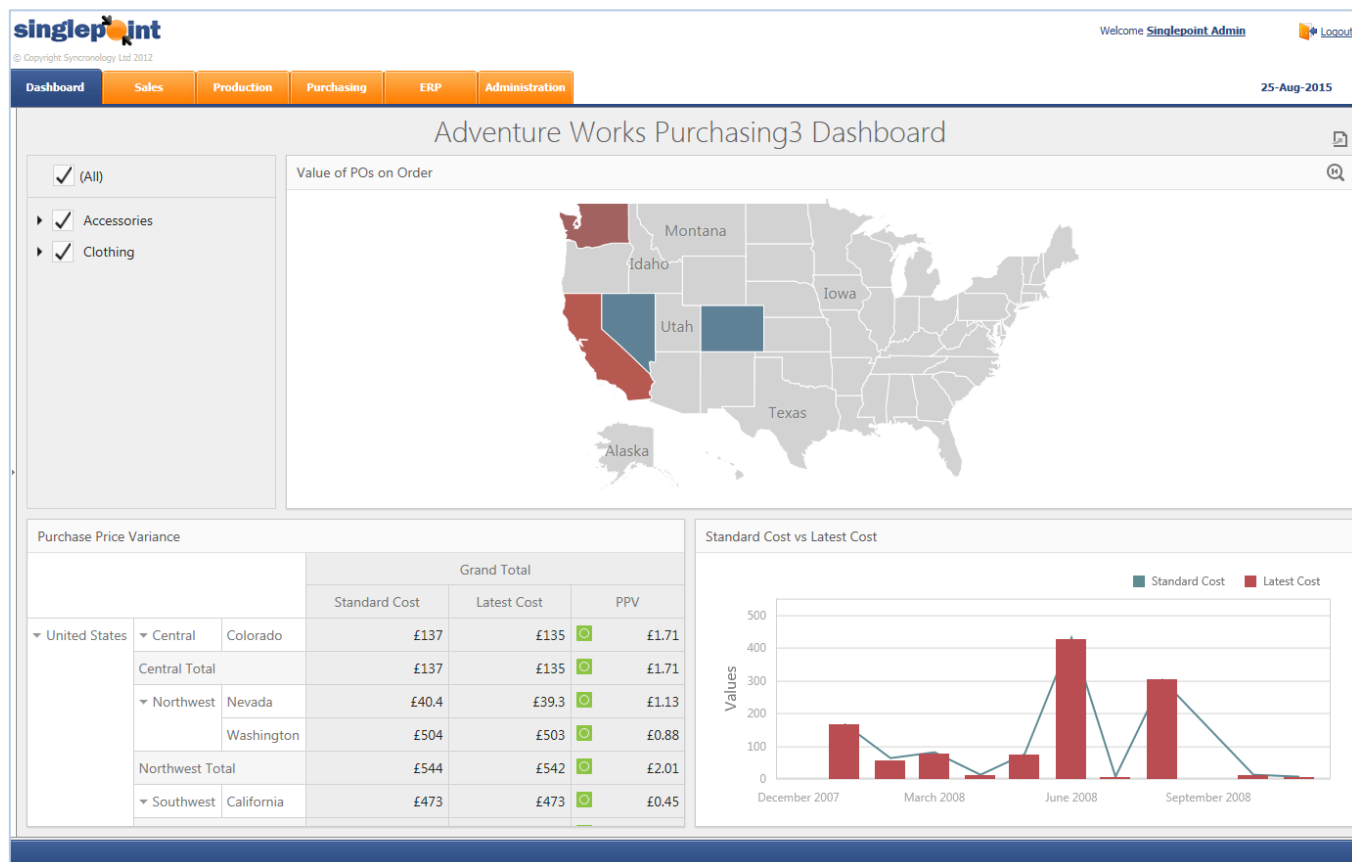 singlepoint
Welcome Singlepoint Admin
Logout
© Copyright Syncronology Ltd 2012
Dashboard Sales Production Purchasing ERP Administration 25-Aug-2015
Adventure Works Purchasing3 Dashboard
(All)
Accessories
Clothing
Value of POs on Order
Montana
Idaho
Iowa
Utah
Texas
Alaska
Purchase Price Variance
Grand Total
Standard Cost Latest Cost PPV
United States Central Colorado £137 £135 £1.71
Central Total £137 £135 £1.71
Northwest Nevada £40.4 £39.3 £1.13
Washington £504 £503 £0.88
Northwest Total £544 £542 £2.01
Southwest California £473 £473 £0.45
Standard Cost vs Latest Cost
Standard Cost Latest Cost
Values
500
400
300
200
100
0
December 2007 March 2008 June 2008 September 2008